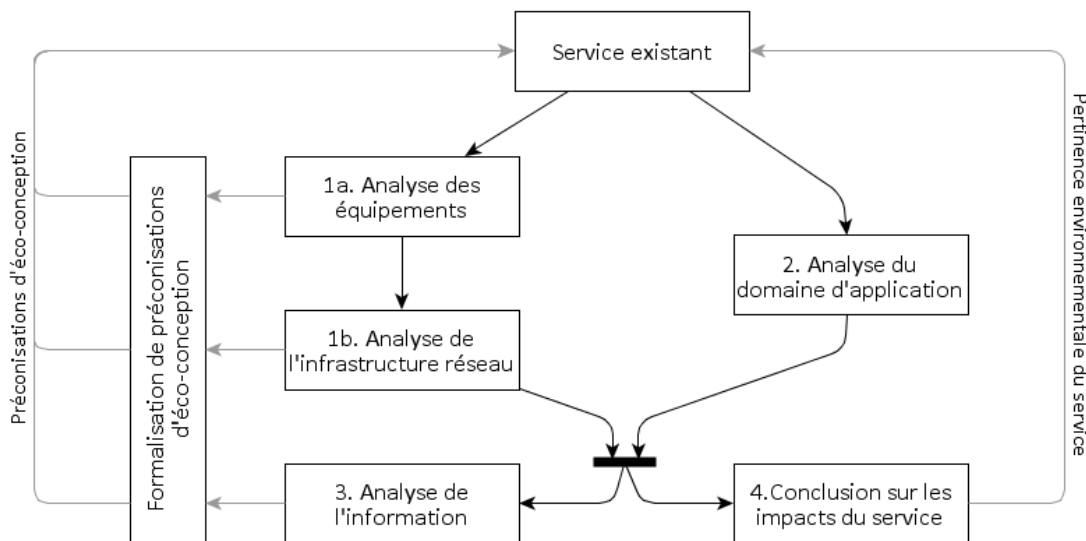 Service existant
1a. Analyse des
équipements
2. Analyse du
domaine d'application
1b. Analyse de
l'infrastructure réseau
3. Analyse de
l'information
4.Conclusion sur les
impacts du service
Formalisation de préconisations
d'éco-conception
Préconisations d'éco-conception
Pertinence environnementale du service